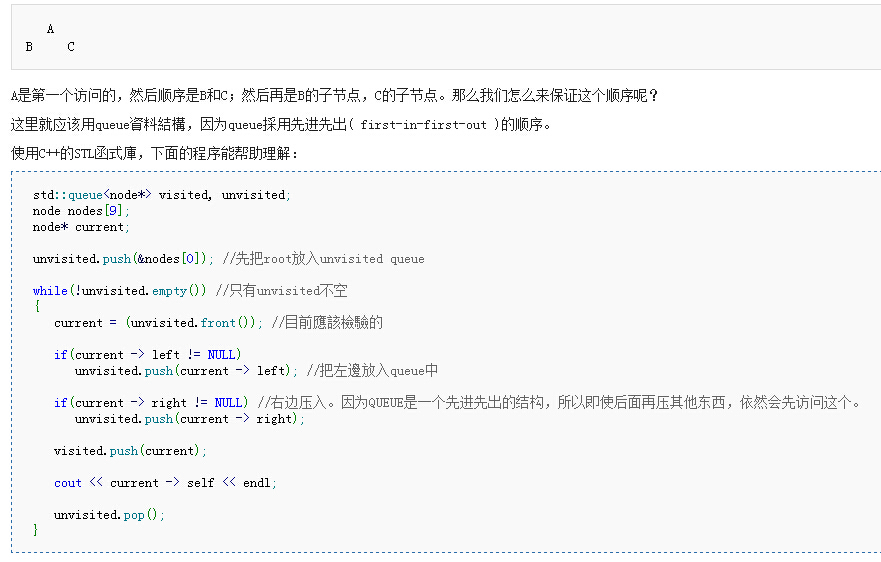 A
B C
A是第一个访问的，然后顺序是B和C；然后再是B的子节点，C的子节点。那么我们怎么来保证这个顺序呢？
这里就应该用queue資料結構，因为queue採用先进先出( first-in-first-out )的顺序。
使用C++的STL函式庫，下面的程序能帮助理解：
std::queue<node*> visited, unvisited;
node nodes[9];
node* current;
unvisited.push(&nodes[0]); //先把root放入unvisited queue
while(!unvisited.empty()) //只有unvisited不空
{
current = (unvisited.front()); //目前應該檢驗的
if(current -> left != NULL)
unvisited.push(current -> left); //把左邊放入queue中
if(current -> right != NULL) //右边压入。因为QUEUE是一个先进先出的结构，所以即使后面再压其他东西，依然会先访问这个。
unvisited.push(current -> right);
visited.push(current);
cout << current -> self << endl;
unvisited.pop();
}